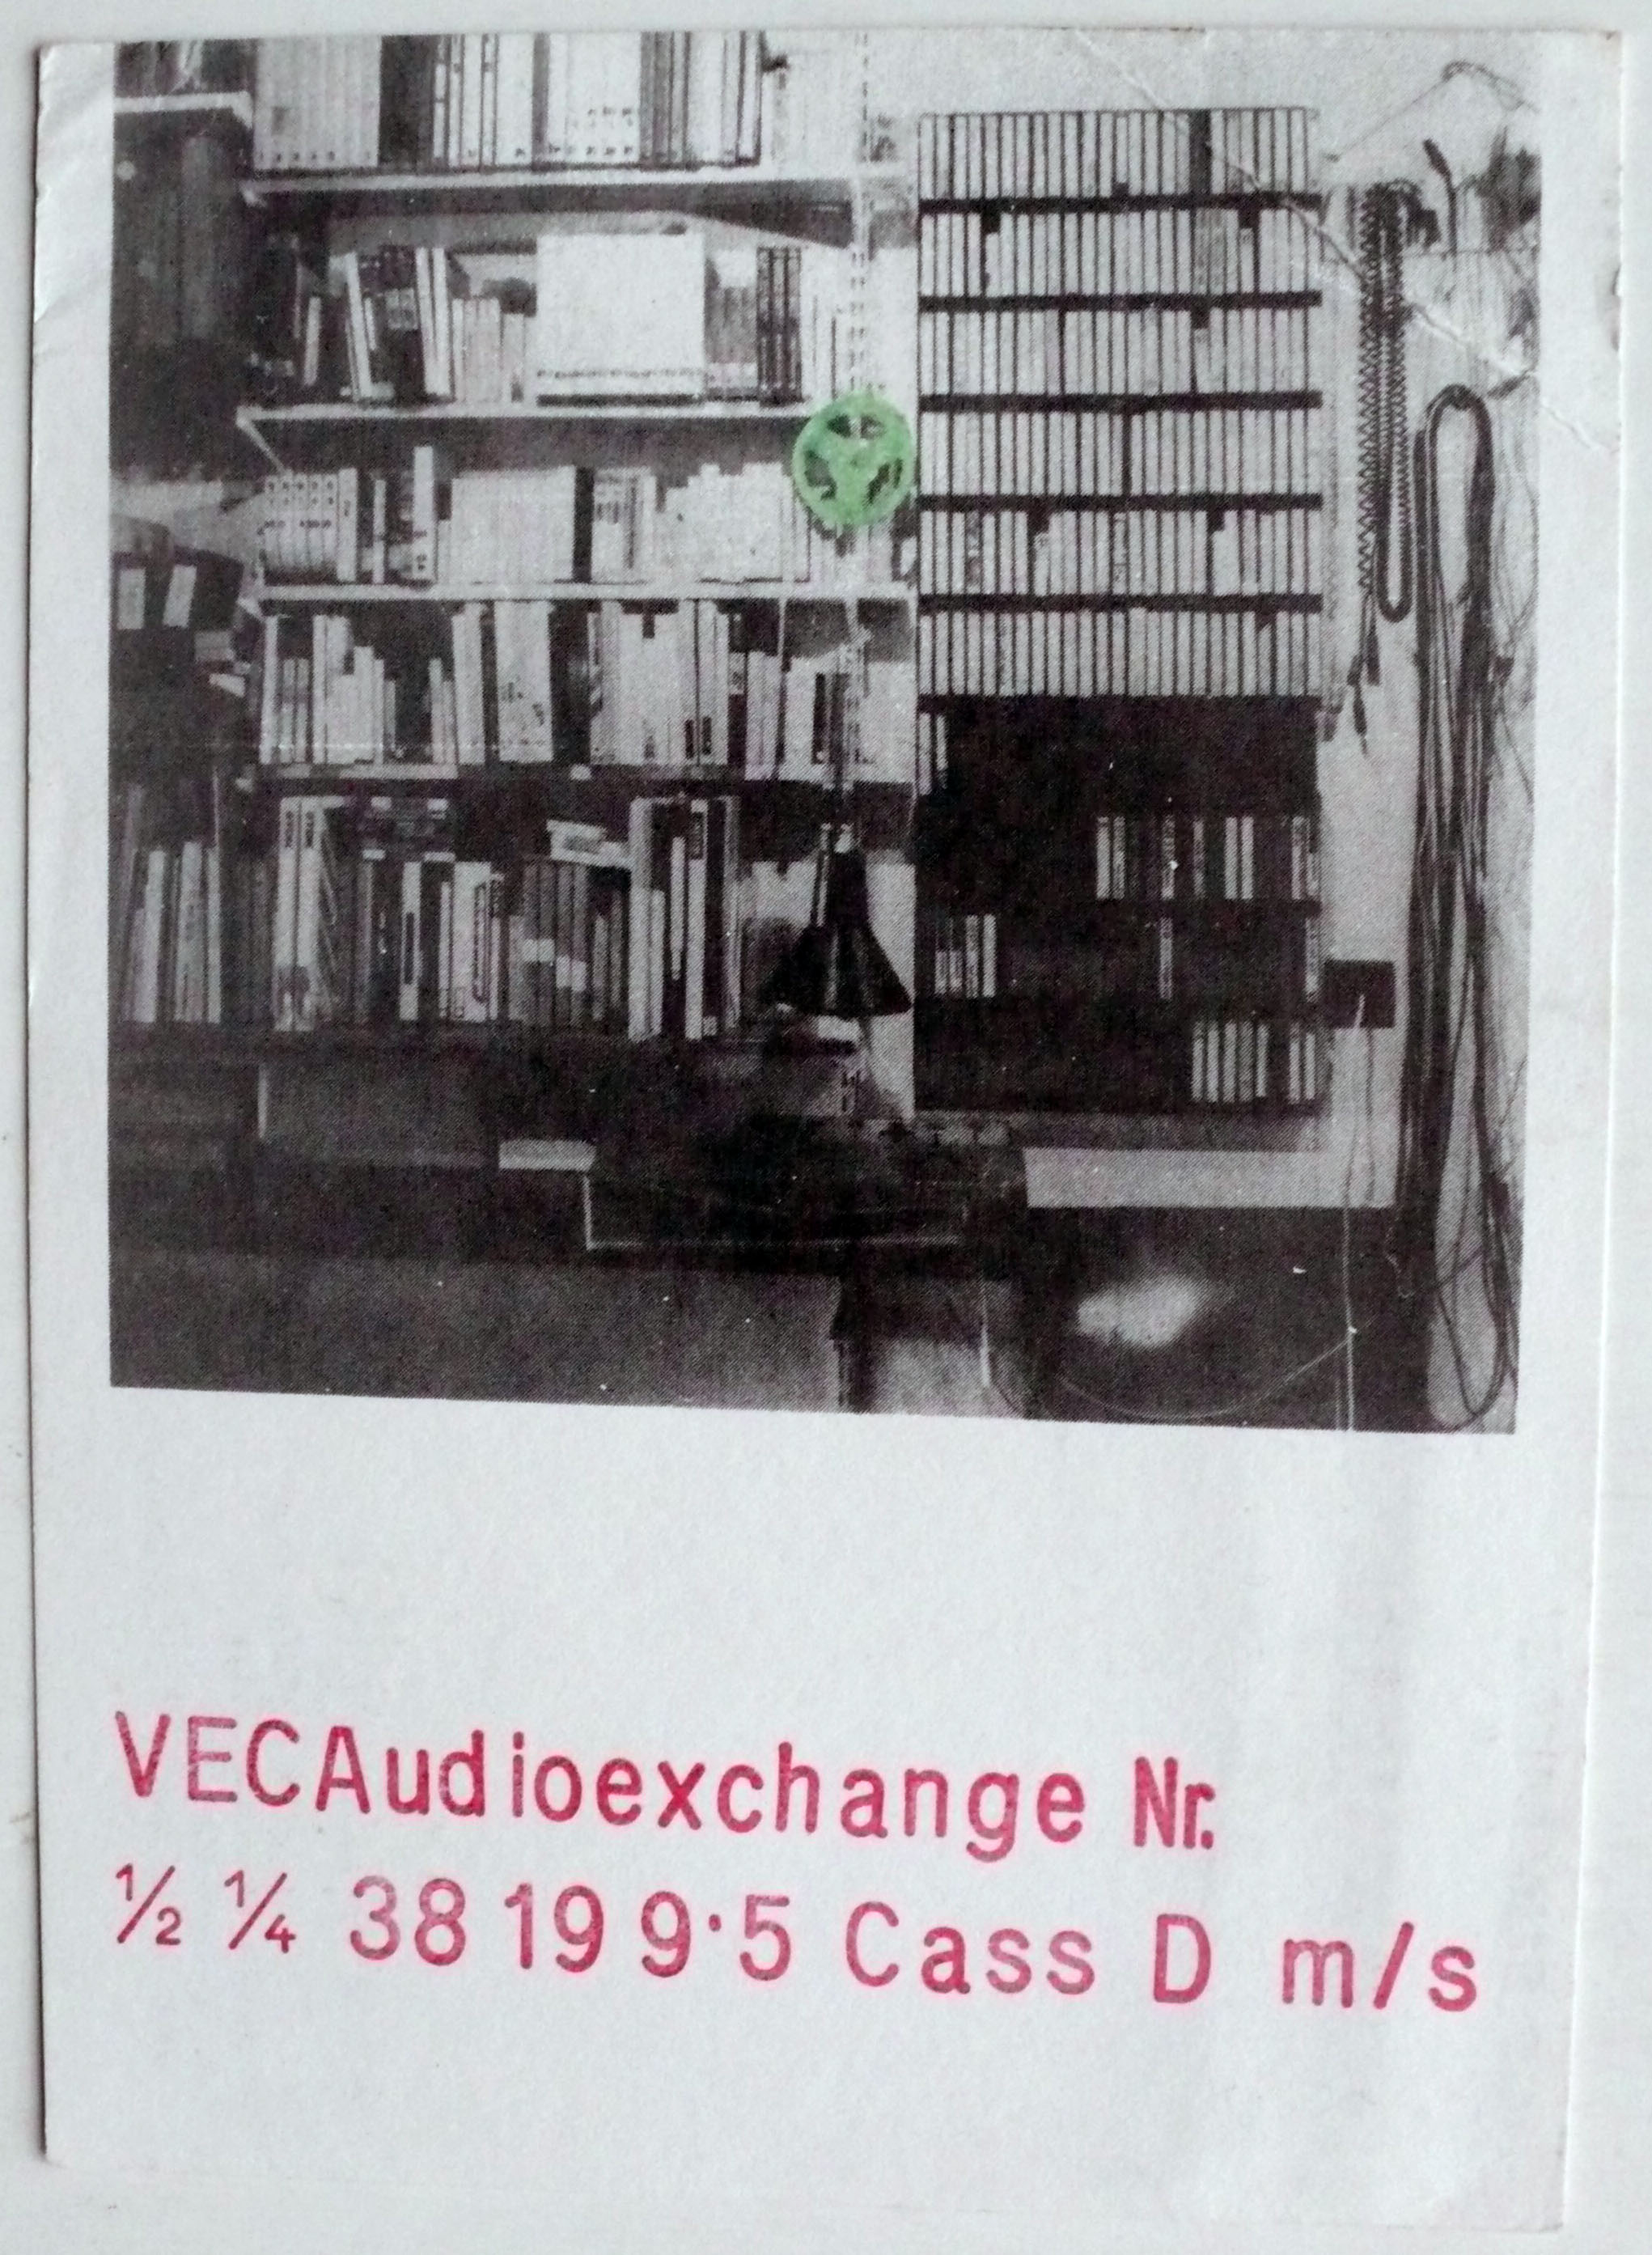 VECAudioexchange Nr.
½ ¼ 38 19 9·5 Cass D m/s